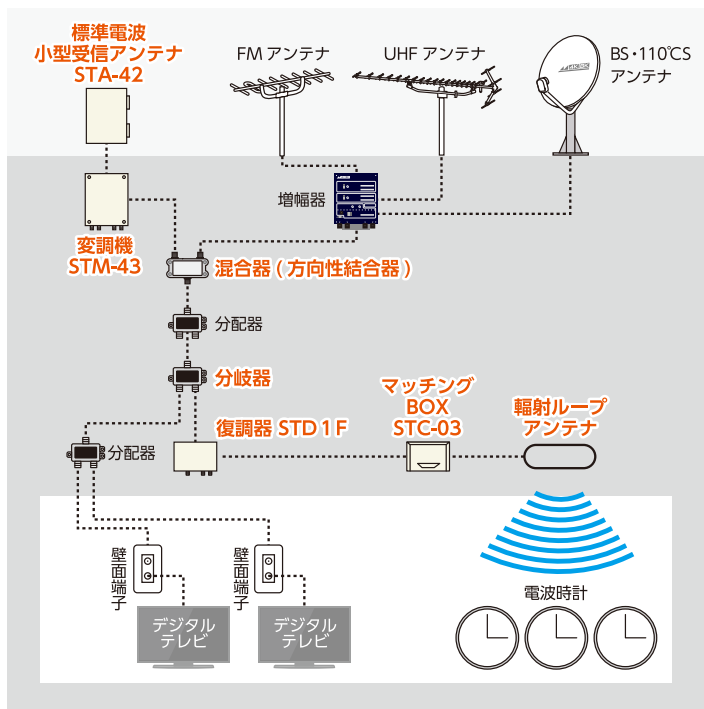 標準電波
小型受信アンテナ
STA-42
FM アンテナ
UHF アンテナ
BS・110℃S
アンテナ
増幅器
変調機
STM-43
混合器 ( 方向性結合器 )
分配器
分岐器
マッチング
BOX
STC-03
輻射ループ
アンテナ
復調器 STD 1 F
分配器
壁面端子
壁面端子
電波時計
デジタル
テレビ
デジタル
テレビ